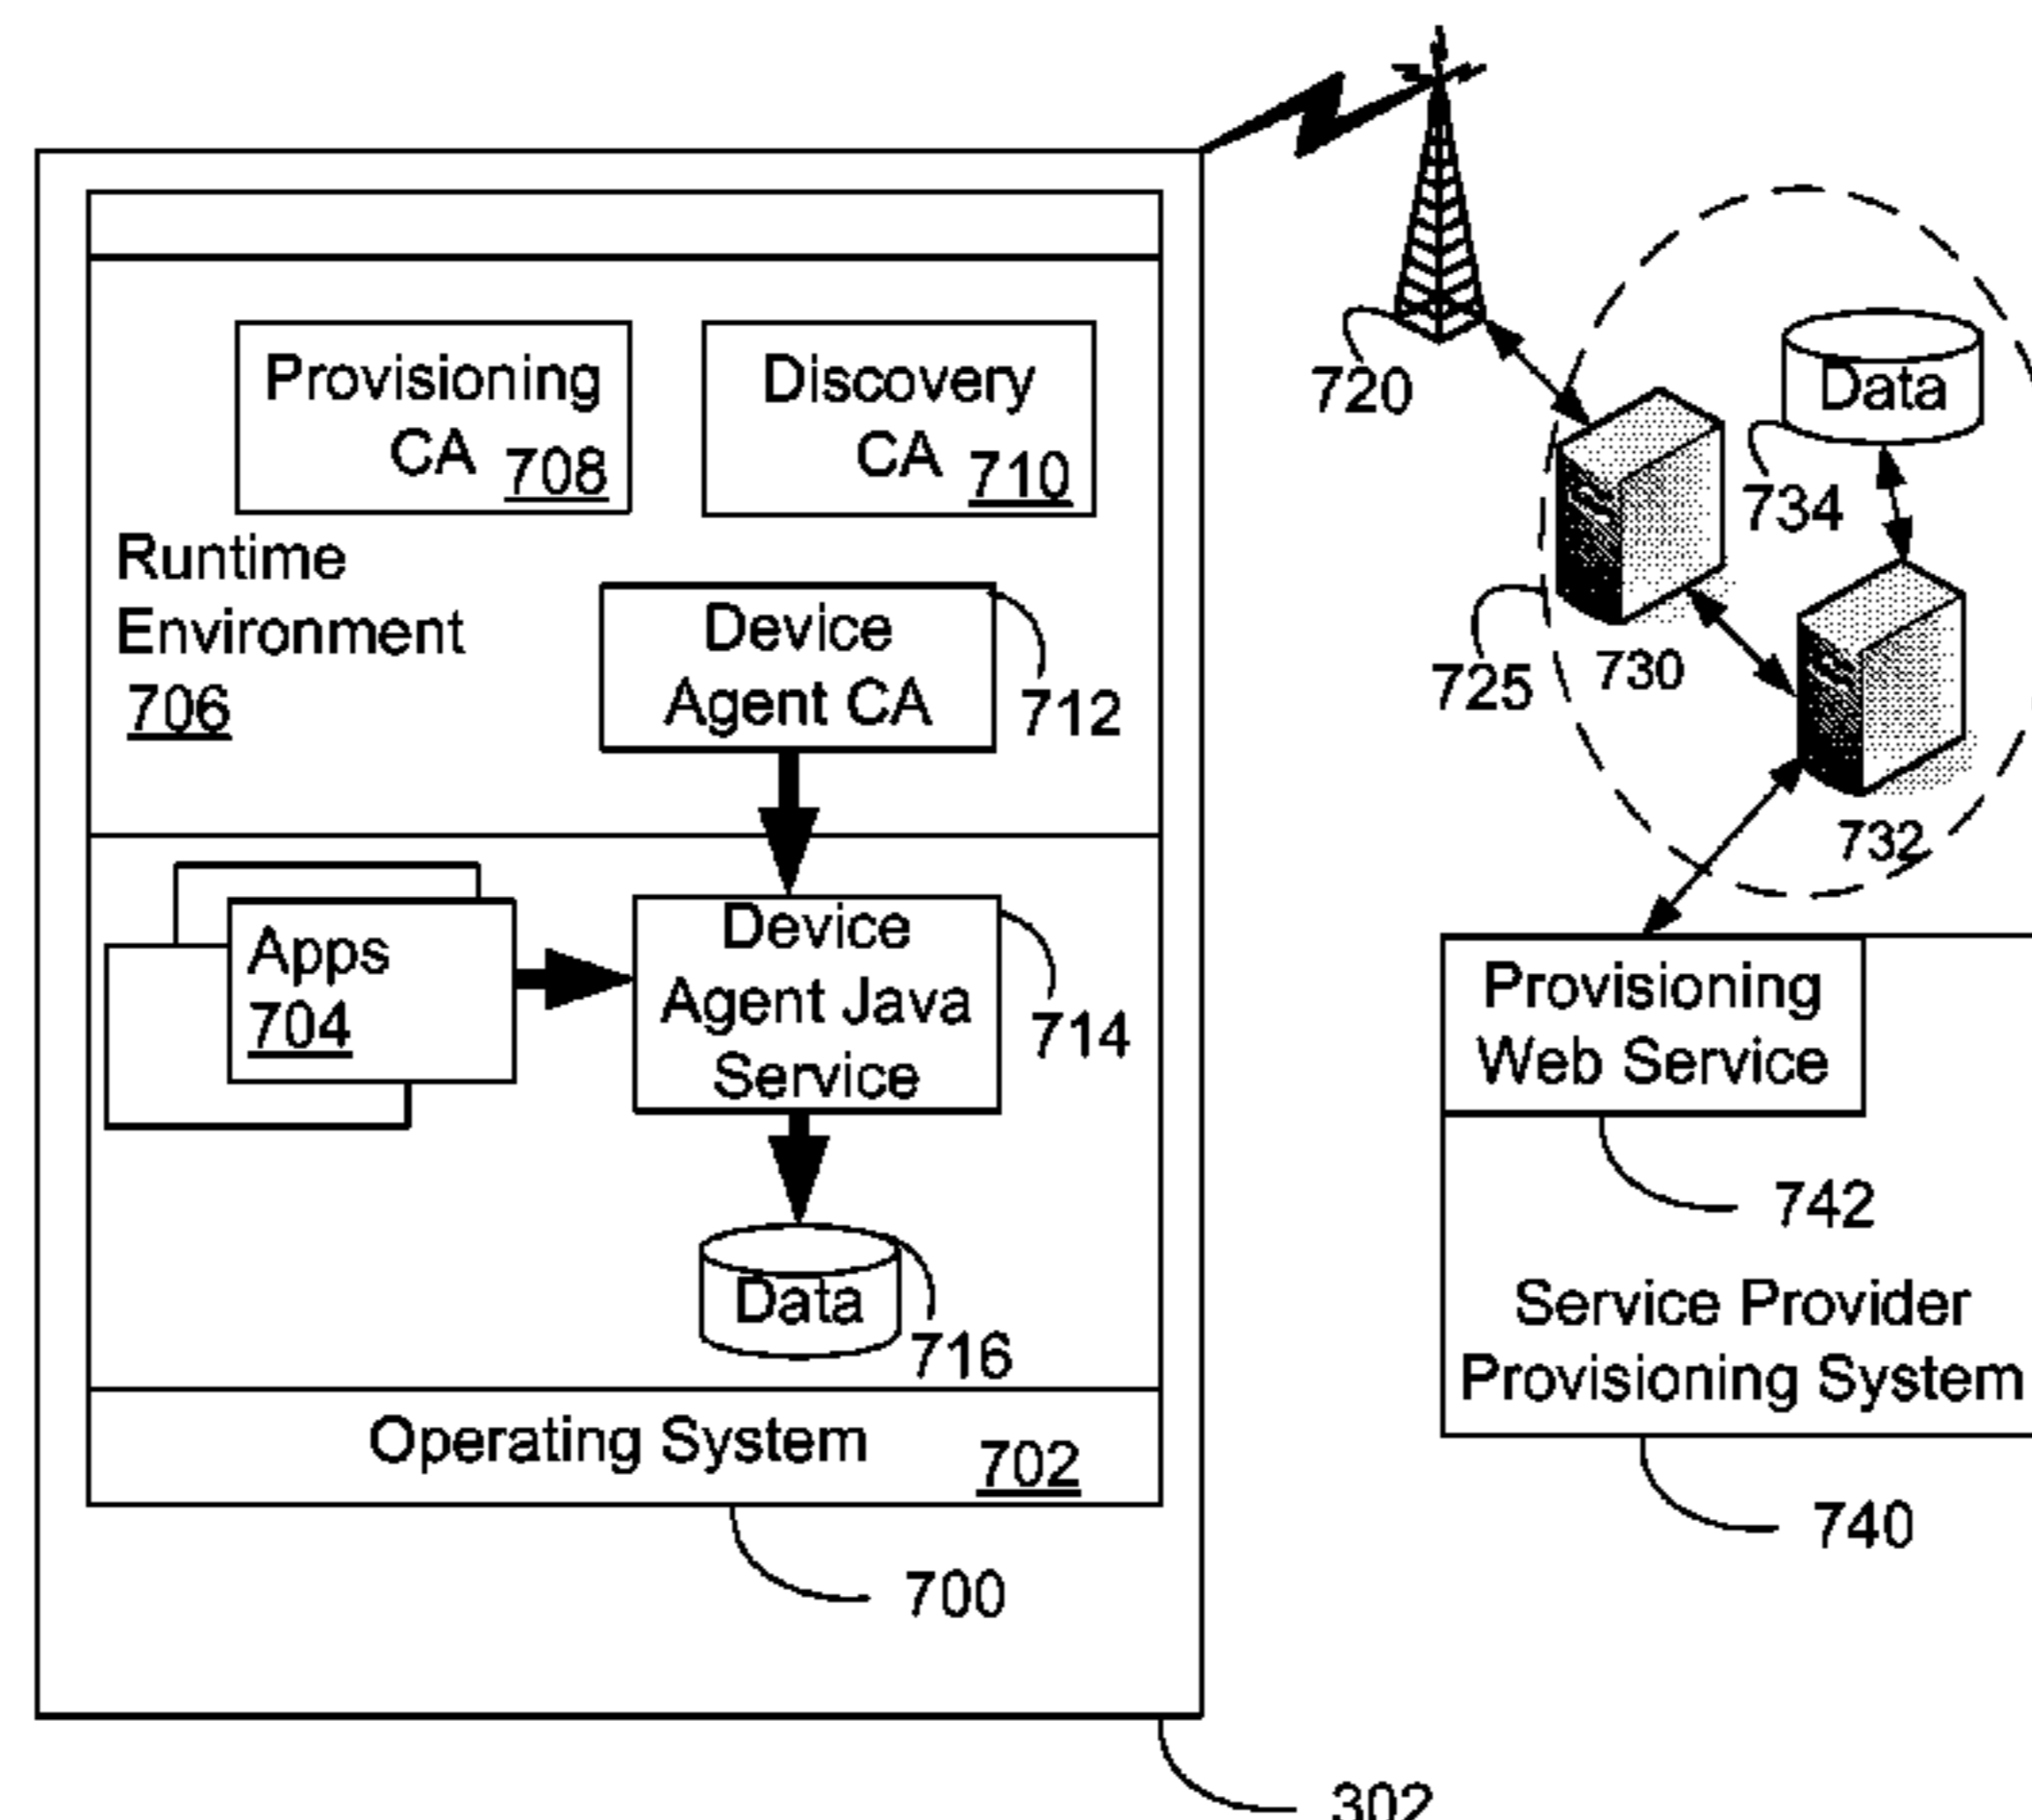 Provisioning
CA 708
Discovery
CA 710
Runtime
Environment
706
Device
Agent CA
712
Apps
704
Device
Agent Java
Service
714
Data
716
Operating System 702
700
302
720
Data
734
S
725
730
S
732
Provisioning
Web Service
742
Service Provider
Provisioning System
740